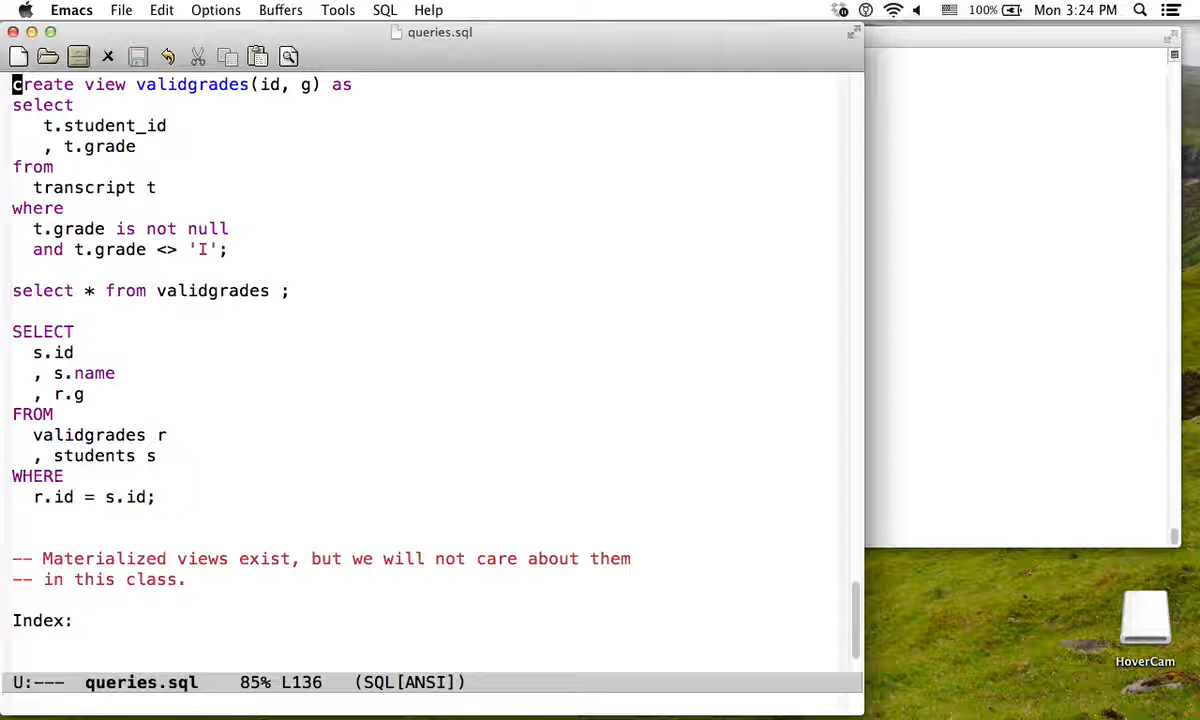 Emacs File Edit Options Buffers Tools SQL Help 100% Mon 3:24 PM
queries.sql
create view validgrades(id, g) as
select
t.student_id
, t.grade
from
transcript t
where
t.grade is not null
and t.grade <> 'I';
select * from validgrades ;
SELECT
s.id
, s.name
, r.g
FROM
validgrades r
, students s
WHERE
r.id = s.id;
-- Materialized views exist, but we will not care about them
-- in this class.
Index:
HoverCam
U:--- queries.sql 85% L136 (SQL[ANSI])